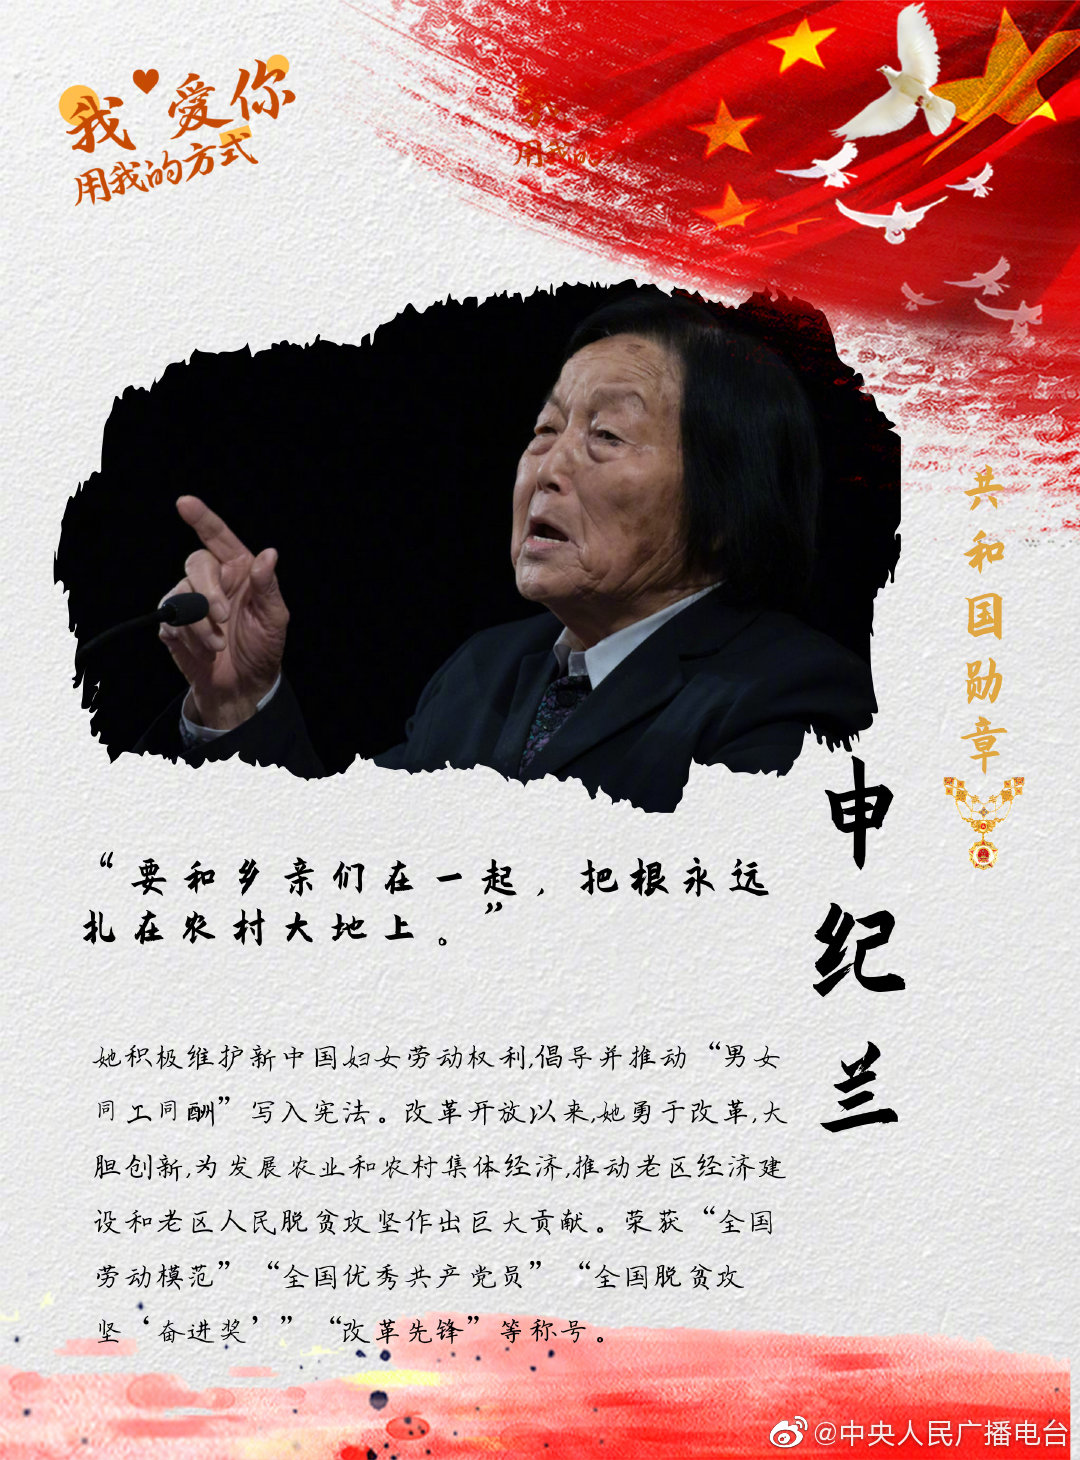 我爱你
用我的方式
我
用我的
共和国勋章
申纪兰
“要和乡亲们在一起，把根永远
扎在农村大地上。”
她积极维护新中国妇女劳动权利,倡导并推动“男女
同工同酬”写入宪法。改革开放以来,她勇于改革,大
胆创新,为发展农业和农村集体经济,推动老区经济建
设和老区人民脱贫攻坚作出巨大贡献。荣获“全国
劳动模范”“全国优秀共产党员”“全国脱贫攻
坚‘奋进奖’”“改革先锋”等称号。
@中央人民广播电台